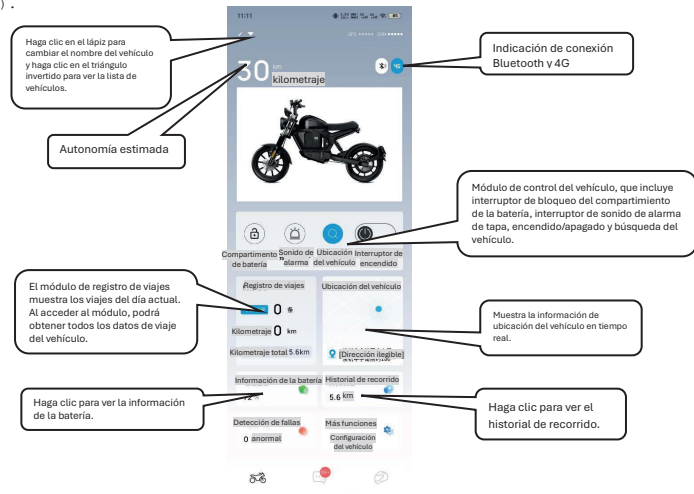 ) .
11:11
85
Haga clic en el lápiz para
cambiar el nombre del vehículo
y haga clic en el triángulo
invertido para ver la lista de
vehículos.
30 km
kilometraje
4G
Indicación de conexión
Bluetooth y 4G
Autonomía estimada
Módulo de control del vehículo, que incluye
interruptor de bloqueo del compartimento
de la batería, interruptor de sonido de alarma
de tapa, encendido/apagado y búsqueda del
vehículo.
Compartimento
de batería
Sonido de
alarma
Ubicación
del vehículo
Interruptor de
encendido
El módulo de registro de viajes
muestra los viajes del día actual.
Al acceder al módulo, podrá
obtener todos los datos de viaje
del vehículo.
Registro de viajes
0 条
Kilometraje 0 km
Kilometraje total 5.6km
Ubicación del vehículo
[Dirección ilegible]
Muestra la información de
ubicación del vehículo en tiempo
real.
Información de la batería
Historial de recorrido
5.6 km
Haga clic para ver la información
de la batería.
Haga clic para ver el
historial de recorrido.
Detección de fallas
0 anormal
Más funciones
Configuración
del vehículo